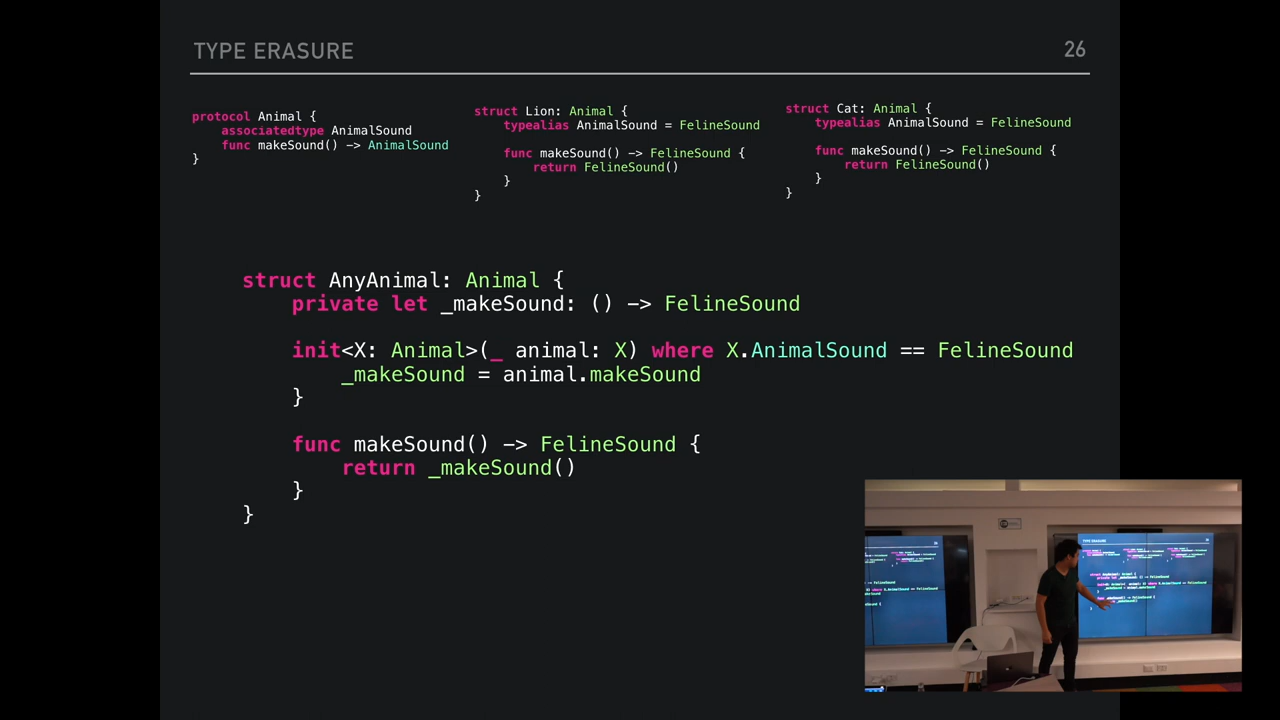 TYPE ERASURE
26
protocol Animal {
    associatedtype AnimalSound
    func makeSound() -> AnimalSound
}
struct Lion: Animal {
    typealias AnimalSound = FelineSound
    func makeSound() -> FelineSound {
        return FelineSound()
    }
}
struct Cat: Animal {
    typealias AnimalSound = FelineSound
    func makeSound() -> FelineSound {
        return FelineSound()
    }
}
struct AnyAnimal: Animal {
    private let _makeSound: () -> FelineSound
    init<X: Animal>(_ animal: X) where X.AnimalSound == FelineSound
        _makeSound = animal.makeSound
    }
    func makeSound() -> FelineSound {
        return _makeSound()
    }
}
TYPE ERASURE